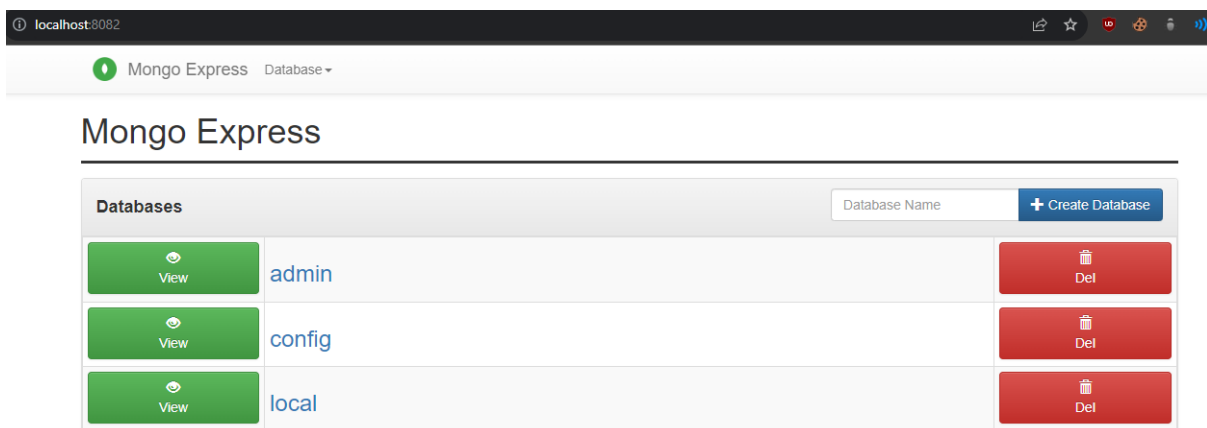 localhost:8082
Mongo Express Database
Mongo Express
Databases Database Name + Create Database
View admin Del
View config Del
View local Del